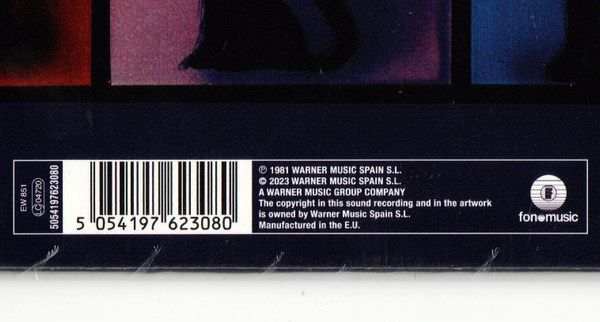 EW 851
LC 04720
5054197623080
5 054197 623080
℗ 1981 WARNER MUSIC SPAIN S.L.
© 2023 WARNER MUSIC SPAIN S.L.
A WARNER MUSIC GROUP COMPANY
The copyright in this sound recording and in the artwork
is owned by Warner Music Spain S.L.
Manufactured in the E.U.
fonomusic